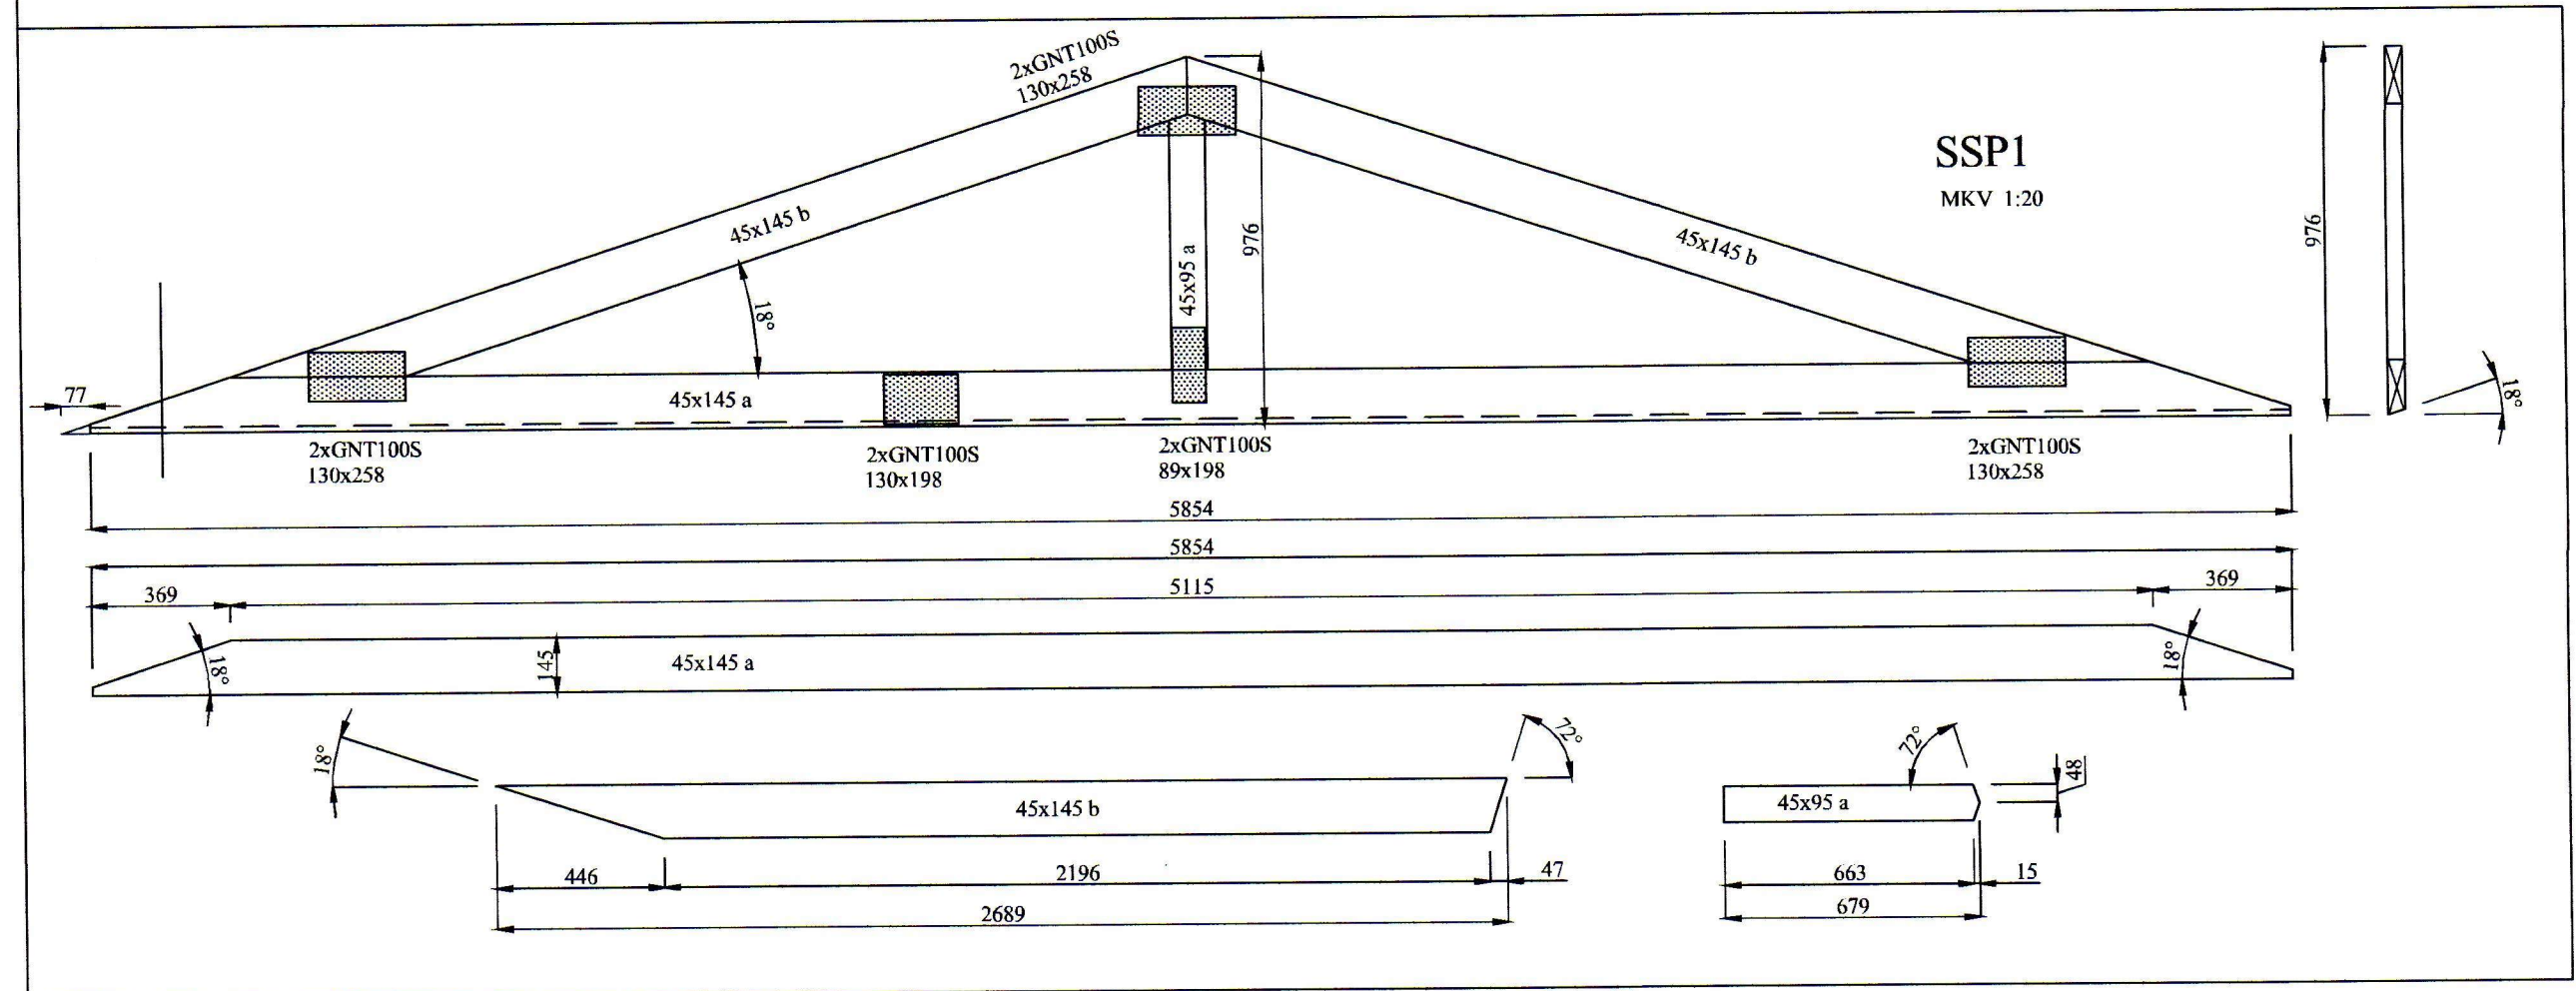 2xGNT100S
130x258
SSP1
MKV 1:20
45x145 b
45x145 b
45x95 a
976
976
18°
18°
77
45x145 a
2xGNT100S
130x258
2xGNT100S
130x198
2xGNT100S
89x198
2xGNT100S
130x258
5854
5854
369
5115
369
18°
145
45x145 a
18°
18°
72°
45x145 b
446
2196
47
2689
72°
48
45x95 a
663
15
679